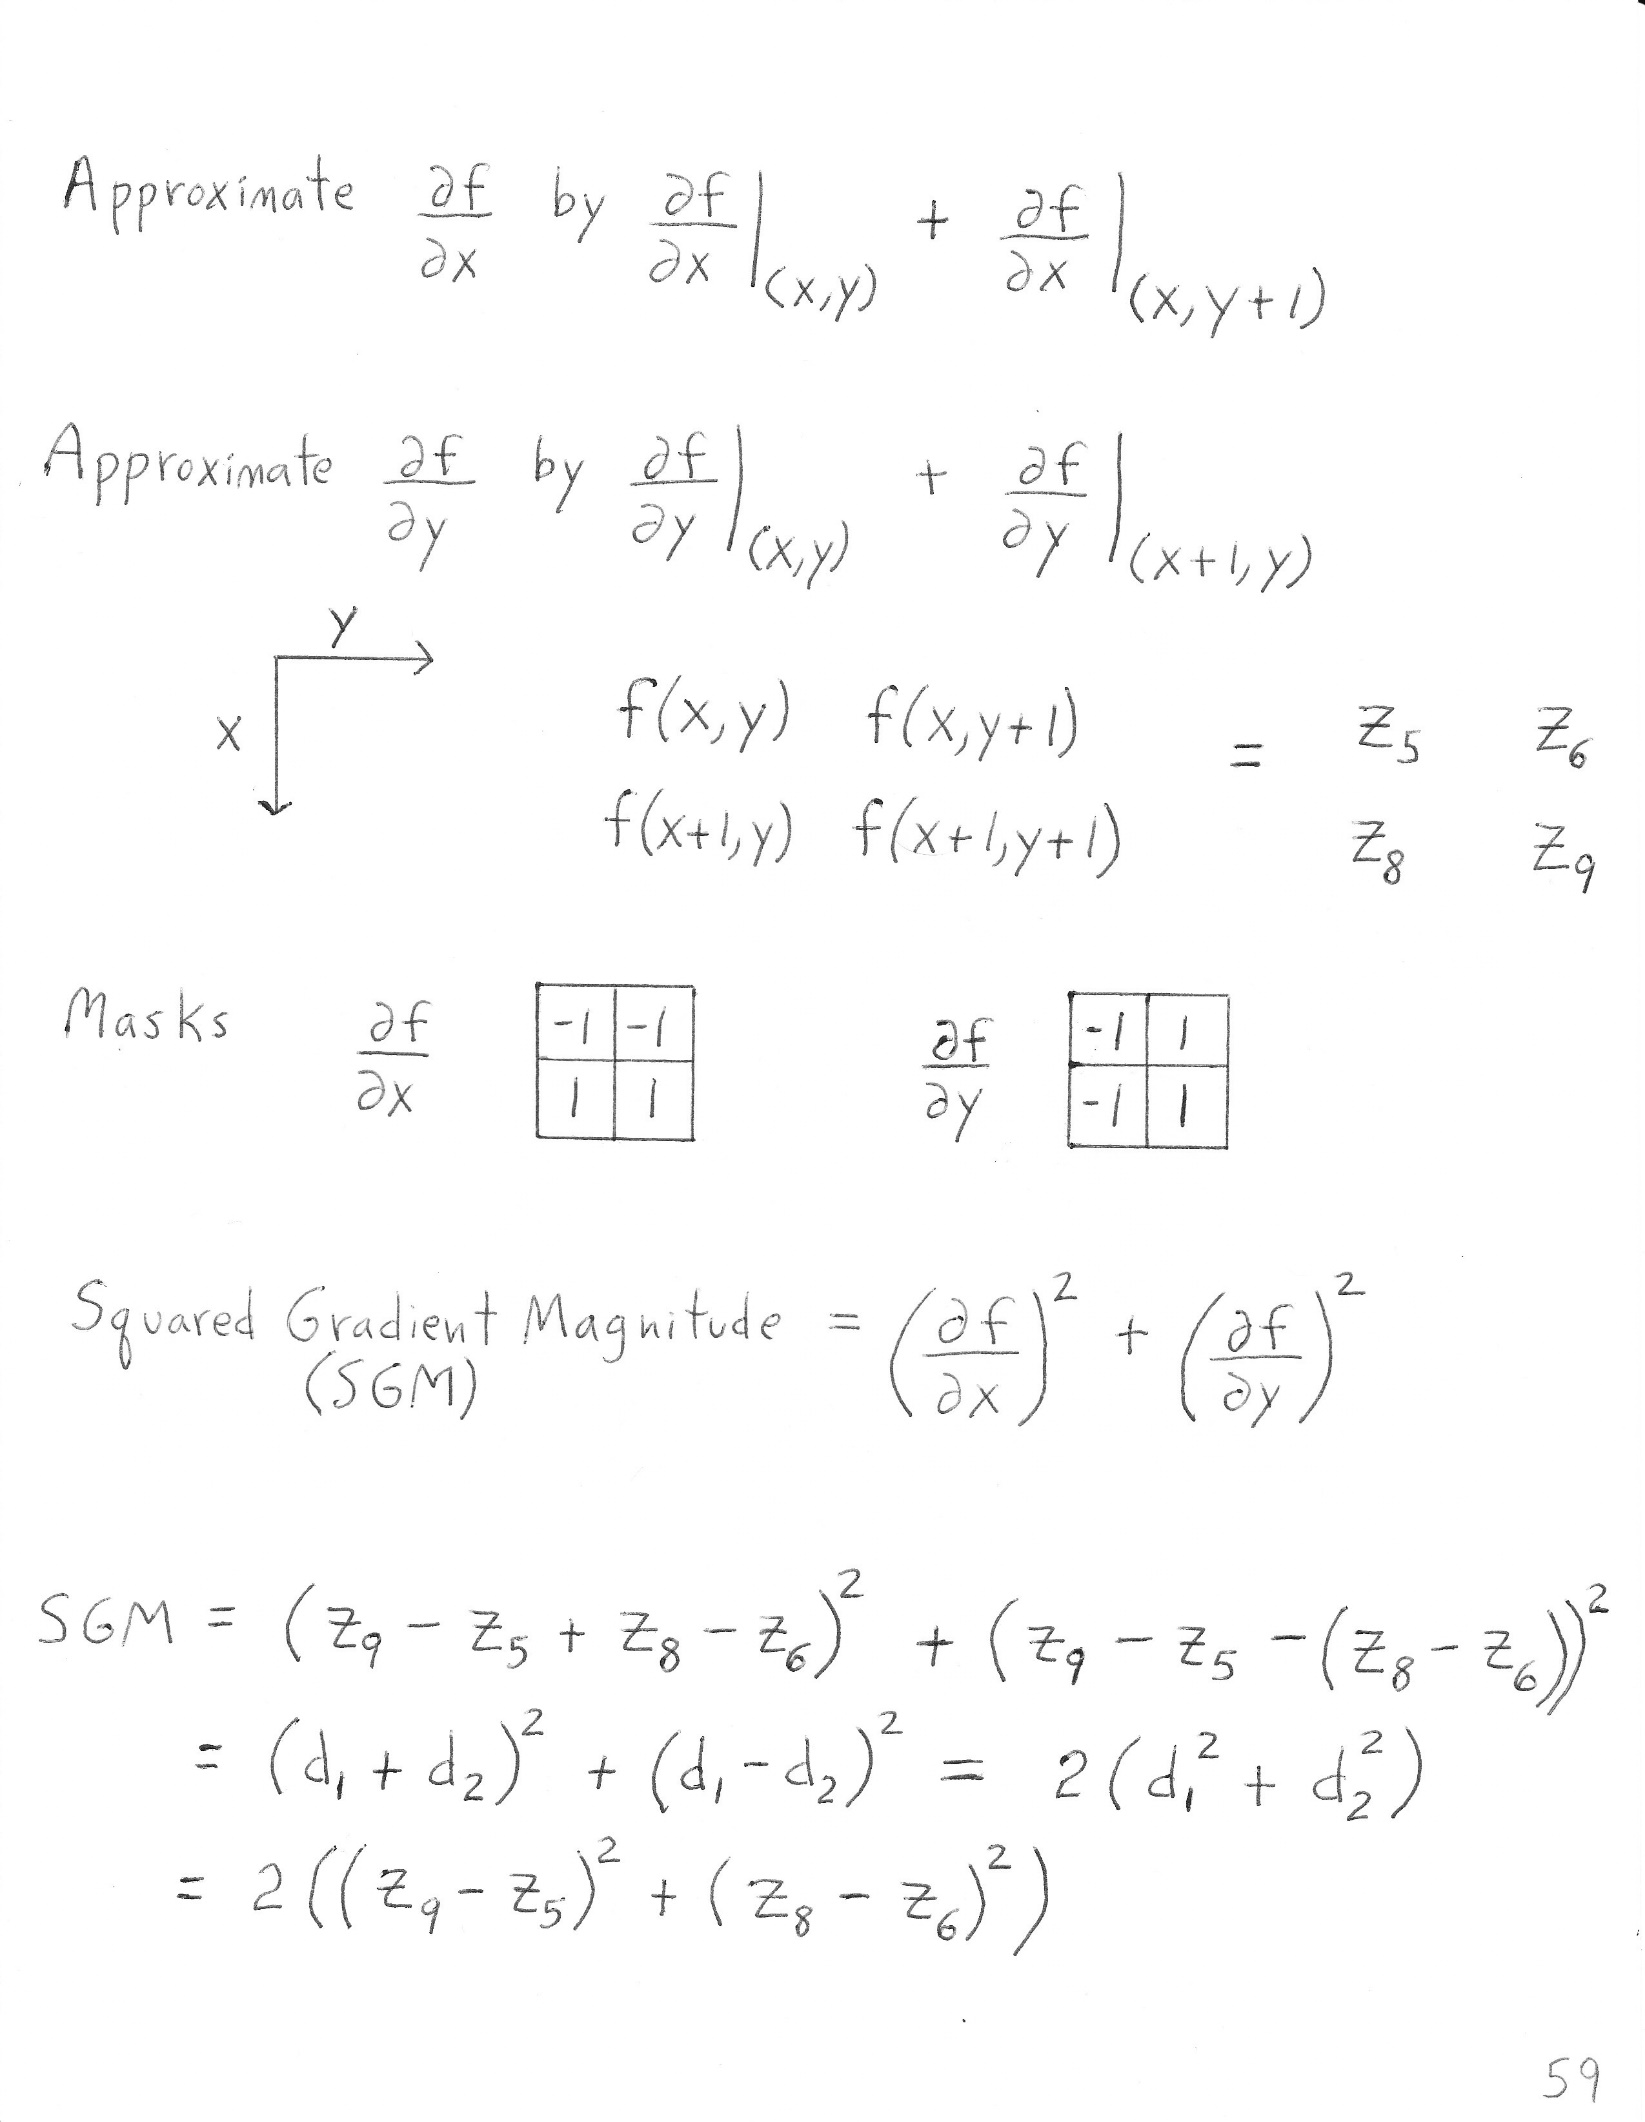 Approximate ∂f/∂x by ∂f/∂x|(x,y) + ∂f/∂x|(x,y+1)
Approximate ∂f/∂y by ∂f/∂y|(x,y) + ∂f/∂y|(x+1,y)
y
x
f(x,y) f(x,y+1) = z₅ z₆
f(x+1,y) f(x+1,y+1) z₈ z₉
Masks ∂f/∂x -1 -1 ∂f/∂y -1 1
1 1 -1 1
Squared Gradient Magnitude = (∂f/∂x)² + (∂f/∂y)²
(SGM)
SGM = (z₉ - z₅ + z₈ - z₆)² + (z₉ - z₅ - (z₈ - z₆))²
= (d₁ + d₂)² + (d₁ - d₂)² = 2(d₁² + d₂²)
= 2((z₉ - z₅)² + (z₈ - z₆)²)
59